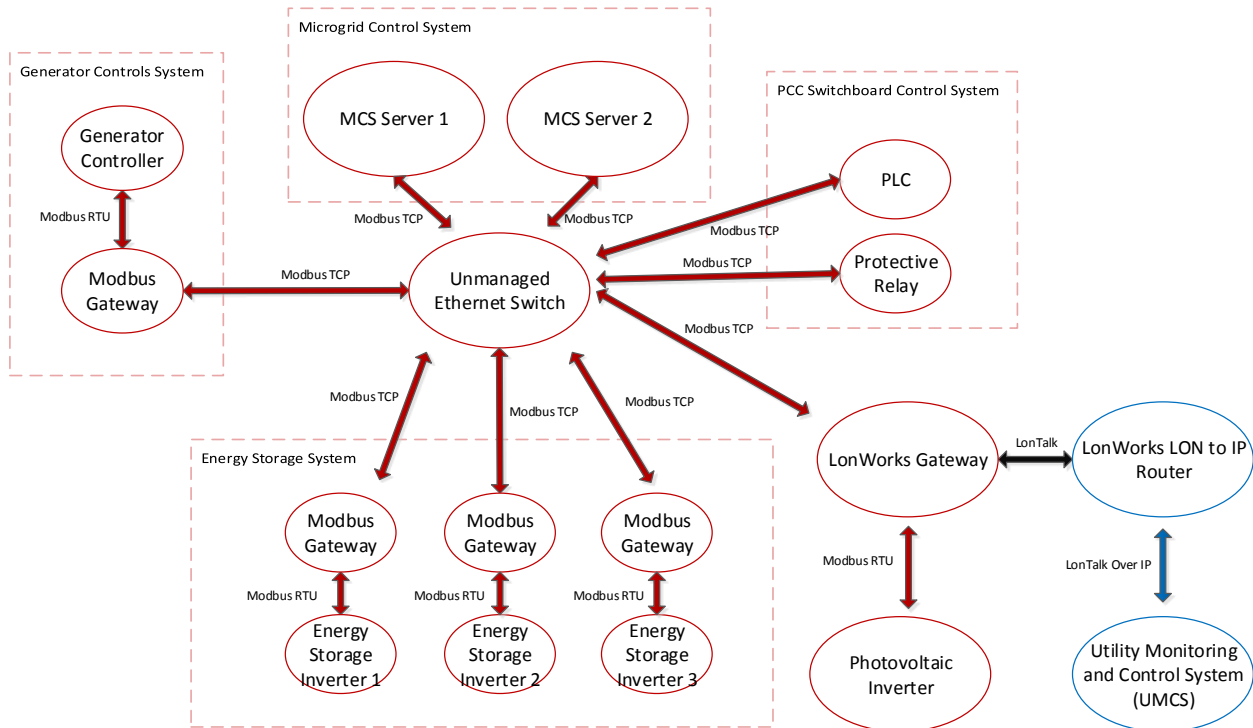 Microgrid Control System
MCS Server 1
MCS Server 2
Generator Controls System
Generator
Controller
Modbus RTU
Modbus
Gateway
PCC Switchboard Control System
PLC
Protective
Relay
Modbus TCP
Modbus TCP
Modbus TCP
Modbus TCP
Modbus TCP
Unmanaged
Ethernet Switch
Modbus TCP
Modbus TCP
Modbus TCP
Modbus TCP
Energy Storage System
Modbus
Gateway
Modbus
Gateway
Modbus
Gateway
Modbus RTU
Modbus RTU
Modbus RTU
Energy
Storage
Inverter 1
Energy
Storage
Inverter 2
Energy
Storage
Inverter 3
LonWorks Gateway
LonTalk
LonWorks LON to IP
Router
Modbus RTU
LonTalk Over IP
Photovoltaic
Inverter
Utility Monitoring
and Control System
(UMCS)